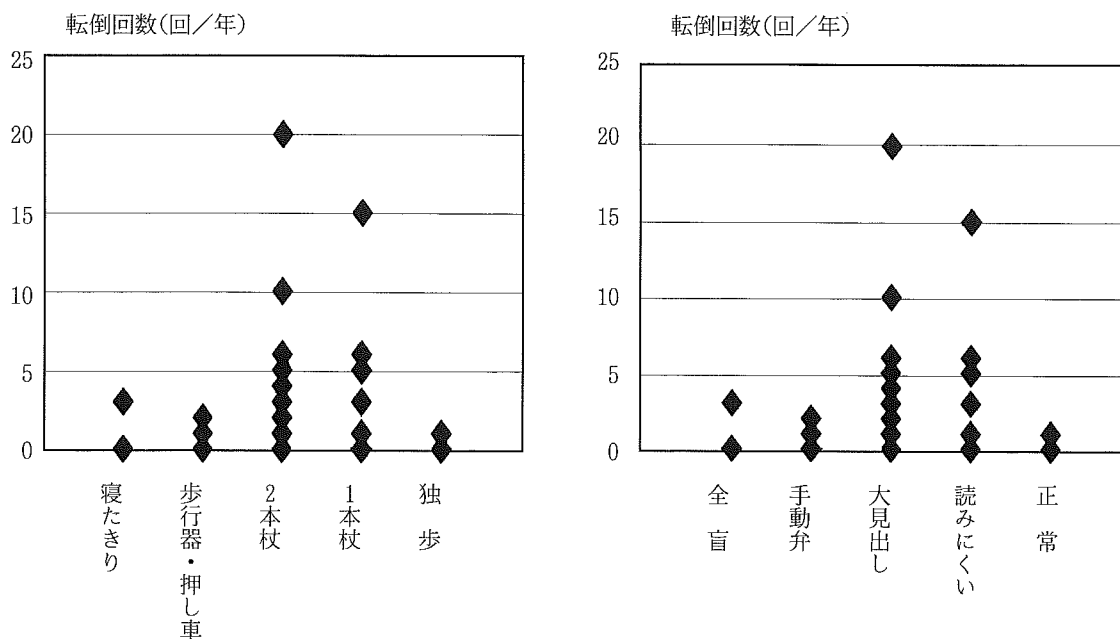 転倒回数(回／年)
25
20
15
10
5
0
寝たきり
歩行器・押し車
2本杖
1本杖
独歩
転倒回数(回／年)
25
20
15
10
5
0
全盲
手動弁
大見出し
読みにくい
正常